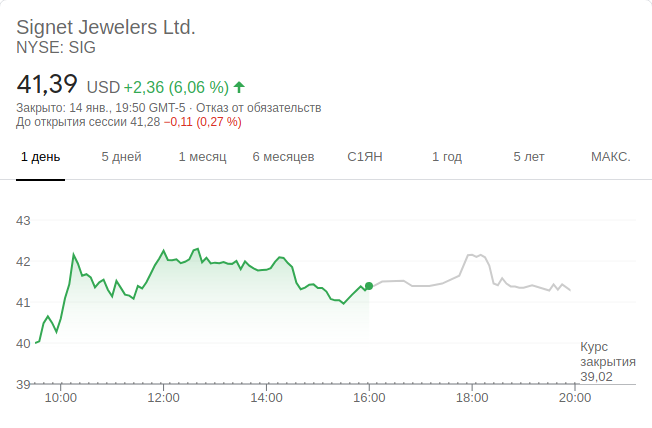 Signet Jewelers Ltd.
NYSE: SIG
41,39 USD +2,36 (6,06 %)
Закрыто: 14 янв., 19:50 GMT-5 · Отказ от обязательств
До открытия сессии 41,28 −0,11 (0,27 %)
1 день 5 дней 1 месяц 6 месяцев С1ЯН 1 год 5 лет МАКС.
43
42
41
40
39
Курс
закрытия
39,02
10:00 12:00 14:00 16:00 18:00 20:00